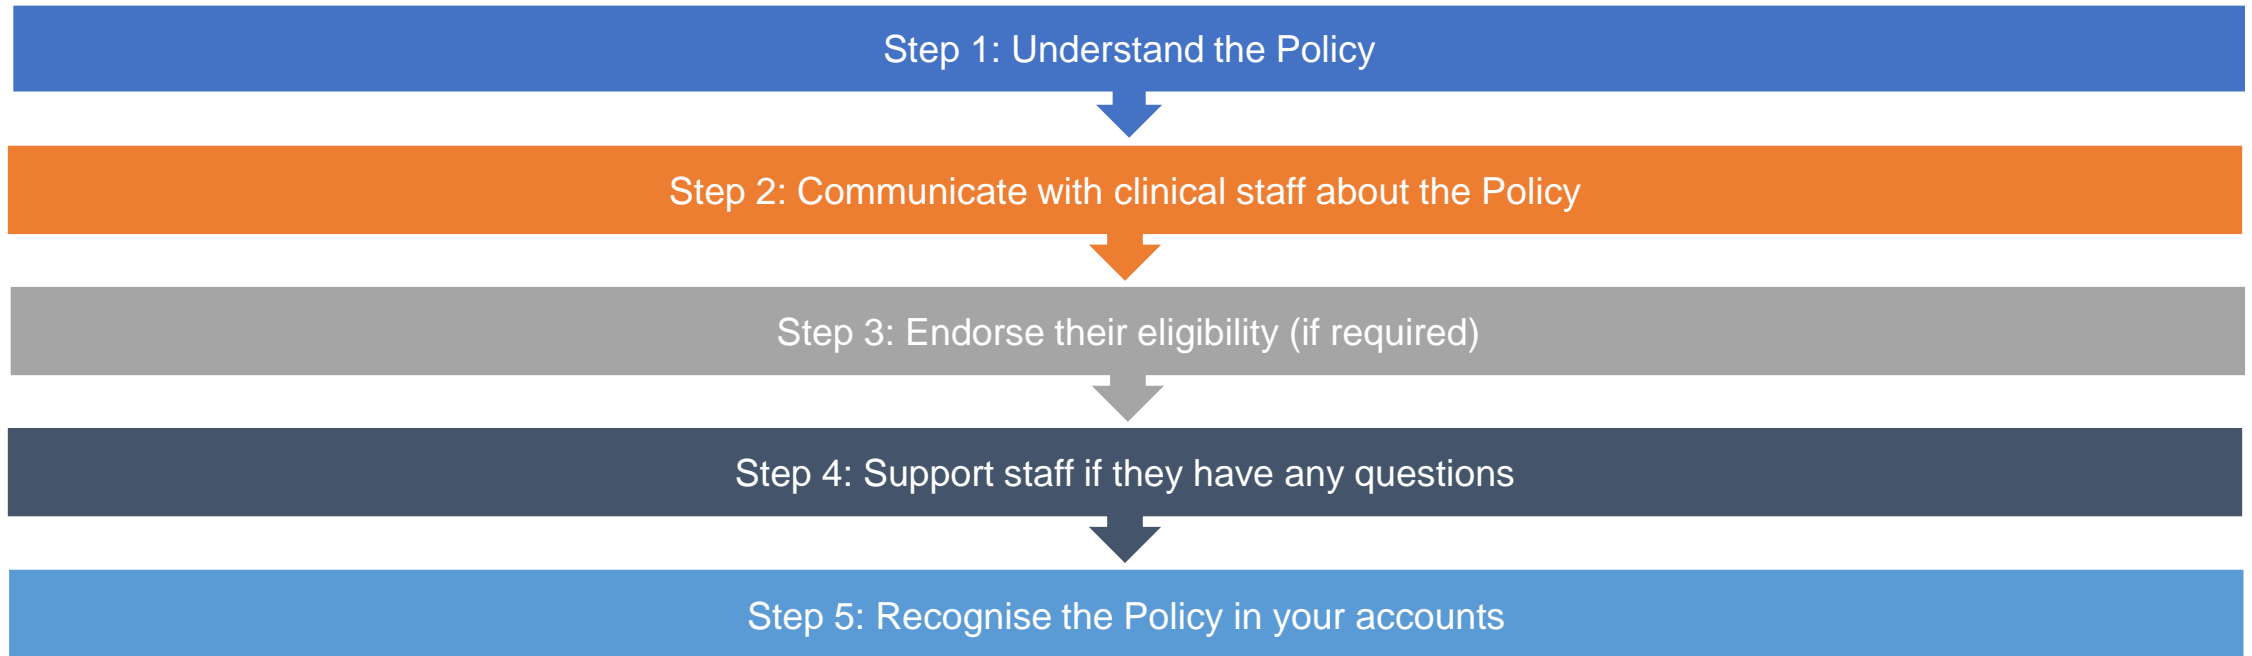 Step 1: Understand the Policy
Step 2: Communicate with clinical staff about the Policy
Step 3: Endorse their eligibility (if required)
Step 4: Support staff if they have any questions
Step 5: Recognise the Policy in your accounts